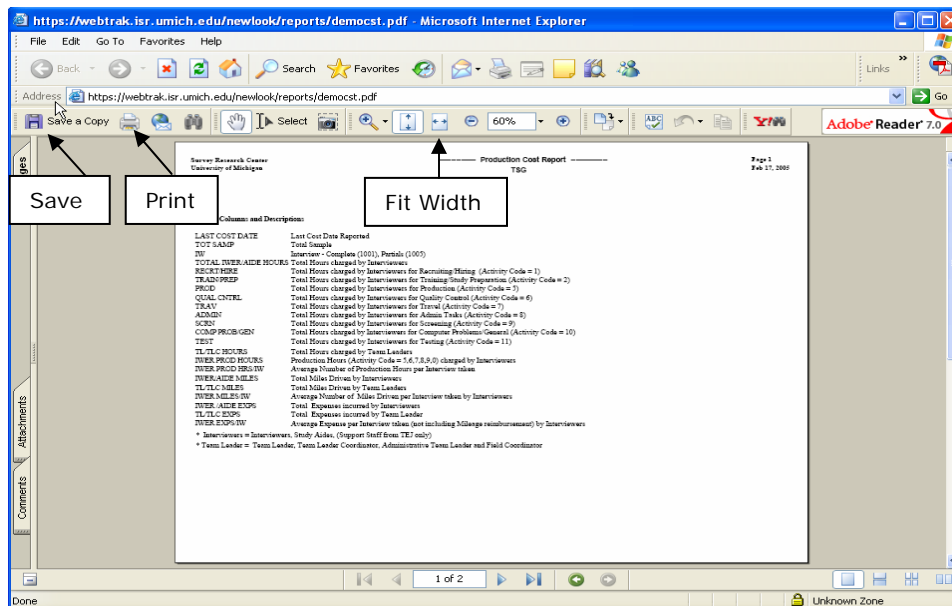 https://webtrak.isr.umich.edu/newlook/reports/democst.pdf - Microsoft Internet Explorer
File Edit Go To Favorites Help
Back Search Favorites Links »
Address https://webtrak.isr.umich.edu/newlook/reports/democst.pdf Go
Save a Copy Select 60% Y! Adobe Reader 7.0
Survey Research Center Production Cost Report Page 1
University of Michigan TSG Feb 17, 2005
Save Print Fit Width
Columns and Descriptions
LAST COST DATE Last Cost Date Reported
TOT SAMP Total Sample
IW Interview - Complete (1001), Partials (1005)
TOTAL IWER/AIDE HOURS Total Hours charged by Interviewers
RECRT/HIRE Total Hours charged by Interviewers for Recruiting/Hiring (Activity Code = 1)
TRAIN/PREP Total Hours charged by Interviewers for Training/Study Preparation (Activity Code = 2)
PROD Total Hours charged by Interviewers for Production (Activity Code = 5)
QUAL CNTRL Total Hours charged by Interviewers for Quality Control (Activity Code = 6)
TRAV Total Hours charged by Interviewers for Travel (Activity Code = 7)
ADMIN Total Hours charged by Interviewers for Admin Tasks (Activity Code = 8)
SCRN Total Hours charged by Interviewers for Screening (Activity Code = 9)
COMP PROB/GEN Total Hours charged by Interviewers for Computer Problems/General (Activity Code = 10)
TEST Total Hours charged by Interviewers for Testing (Activity Code = 11)
TL/TLC HOURS Total Hours charged by Team Leaders
IWER PROD HOURS Production Hours (Activity Code = 5,6,7,8,9,0) charged by Interviewers
IWER PROD HRS/IW Average Number of Production Hours per Interview taken
IWER/AIDE MILES Total Miles Driven by Interviewers
TL/TLC MILES Total Miles Driven by Team Leaders
IWER MILES/IW Average Number of Miles Driven per Interview taken by Interviewers
IWER /AIDE EXPS Total Expenses incurred by Interviewers
TL/TLC EXPS Total Expenses incurred by Team Leader
IWER EXPS/IW Average Expense per Interview taken (not including Mileage reimbursement) by Interviewers
* Interviewers = Interviewers, Study Aides, (Support Staff from TEJ only)
* Team Leader = Team Leader, Team Leader Coordinator, Administrative Team Leader and Field Coordinator
Attachments
Comments
1 of 2
Done Unknown Zone